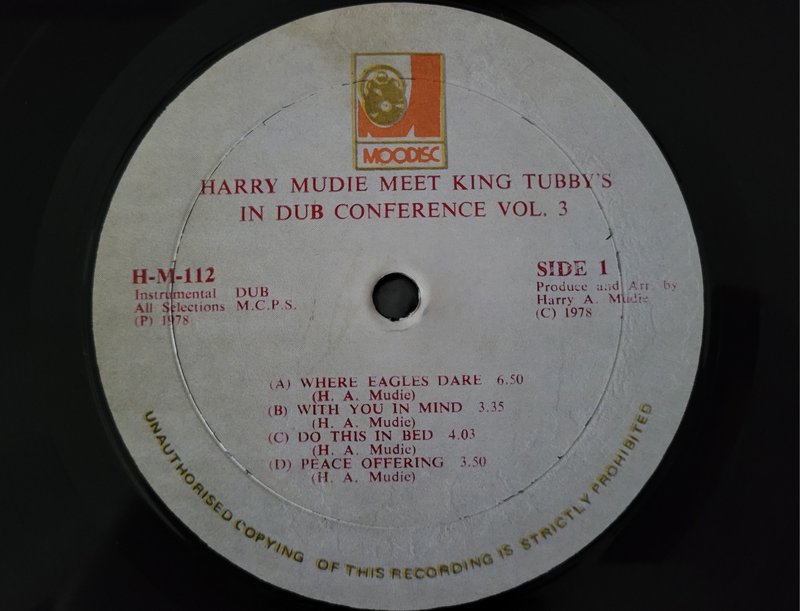 MOODISC
HARRY MUDIE MEET KING TUBBY'S
IN DUB CONFERENCE VOL. 3
H-M-112
Instrumental DUB
All Selections M.C.P.S.
(P) 1978
SIDE 1
Produce and Arr. by
Harry A. Mudie
(C) 1978
(A) WHERE EAGLES DARE 6.50
(H. A. Mudie)
(B) WITH YOU IN MIND 3.35
(H. A. Mudie)
(C) DO THIS IN BED 4.03
(H. A. Mudie)
(D) PEACE OFFERING 3.50
(H. A. Mudie)
UNAUTHORISED COPYING OF THIS RECORDING IS STRICTLY PROHIBITED